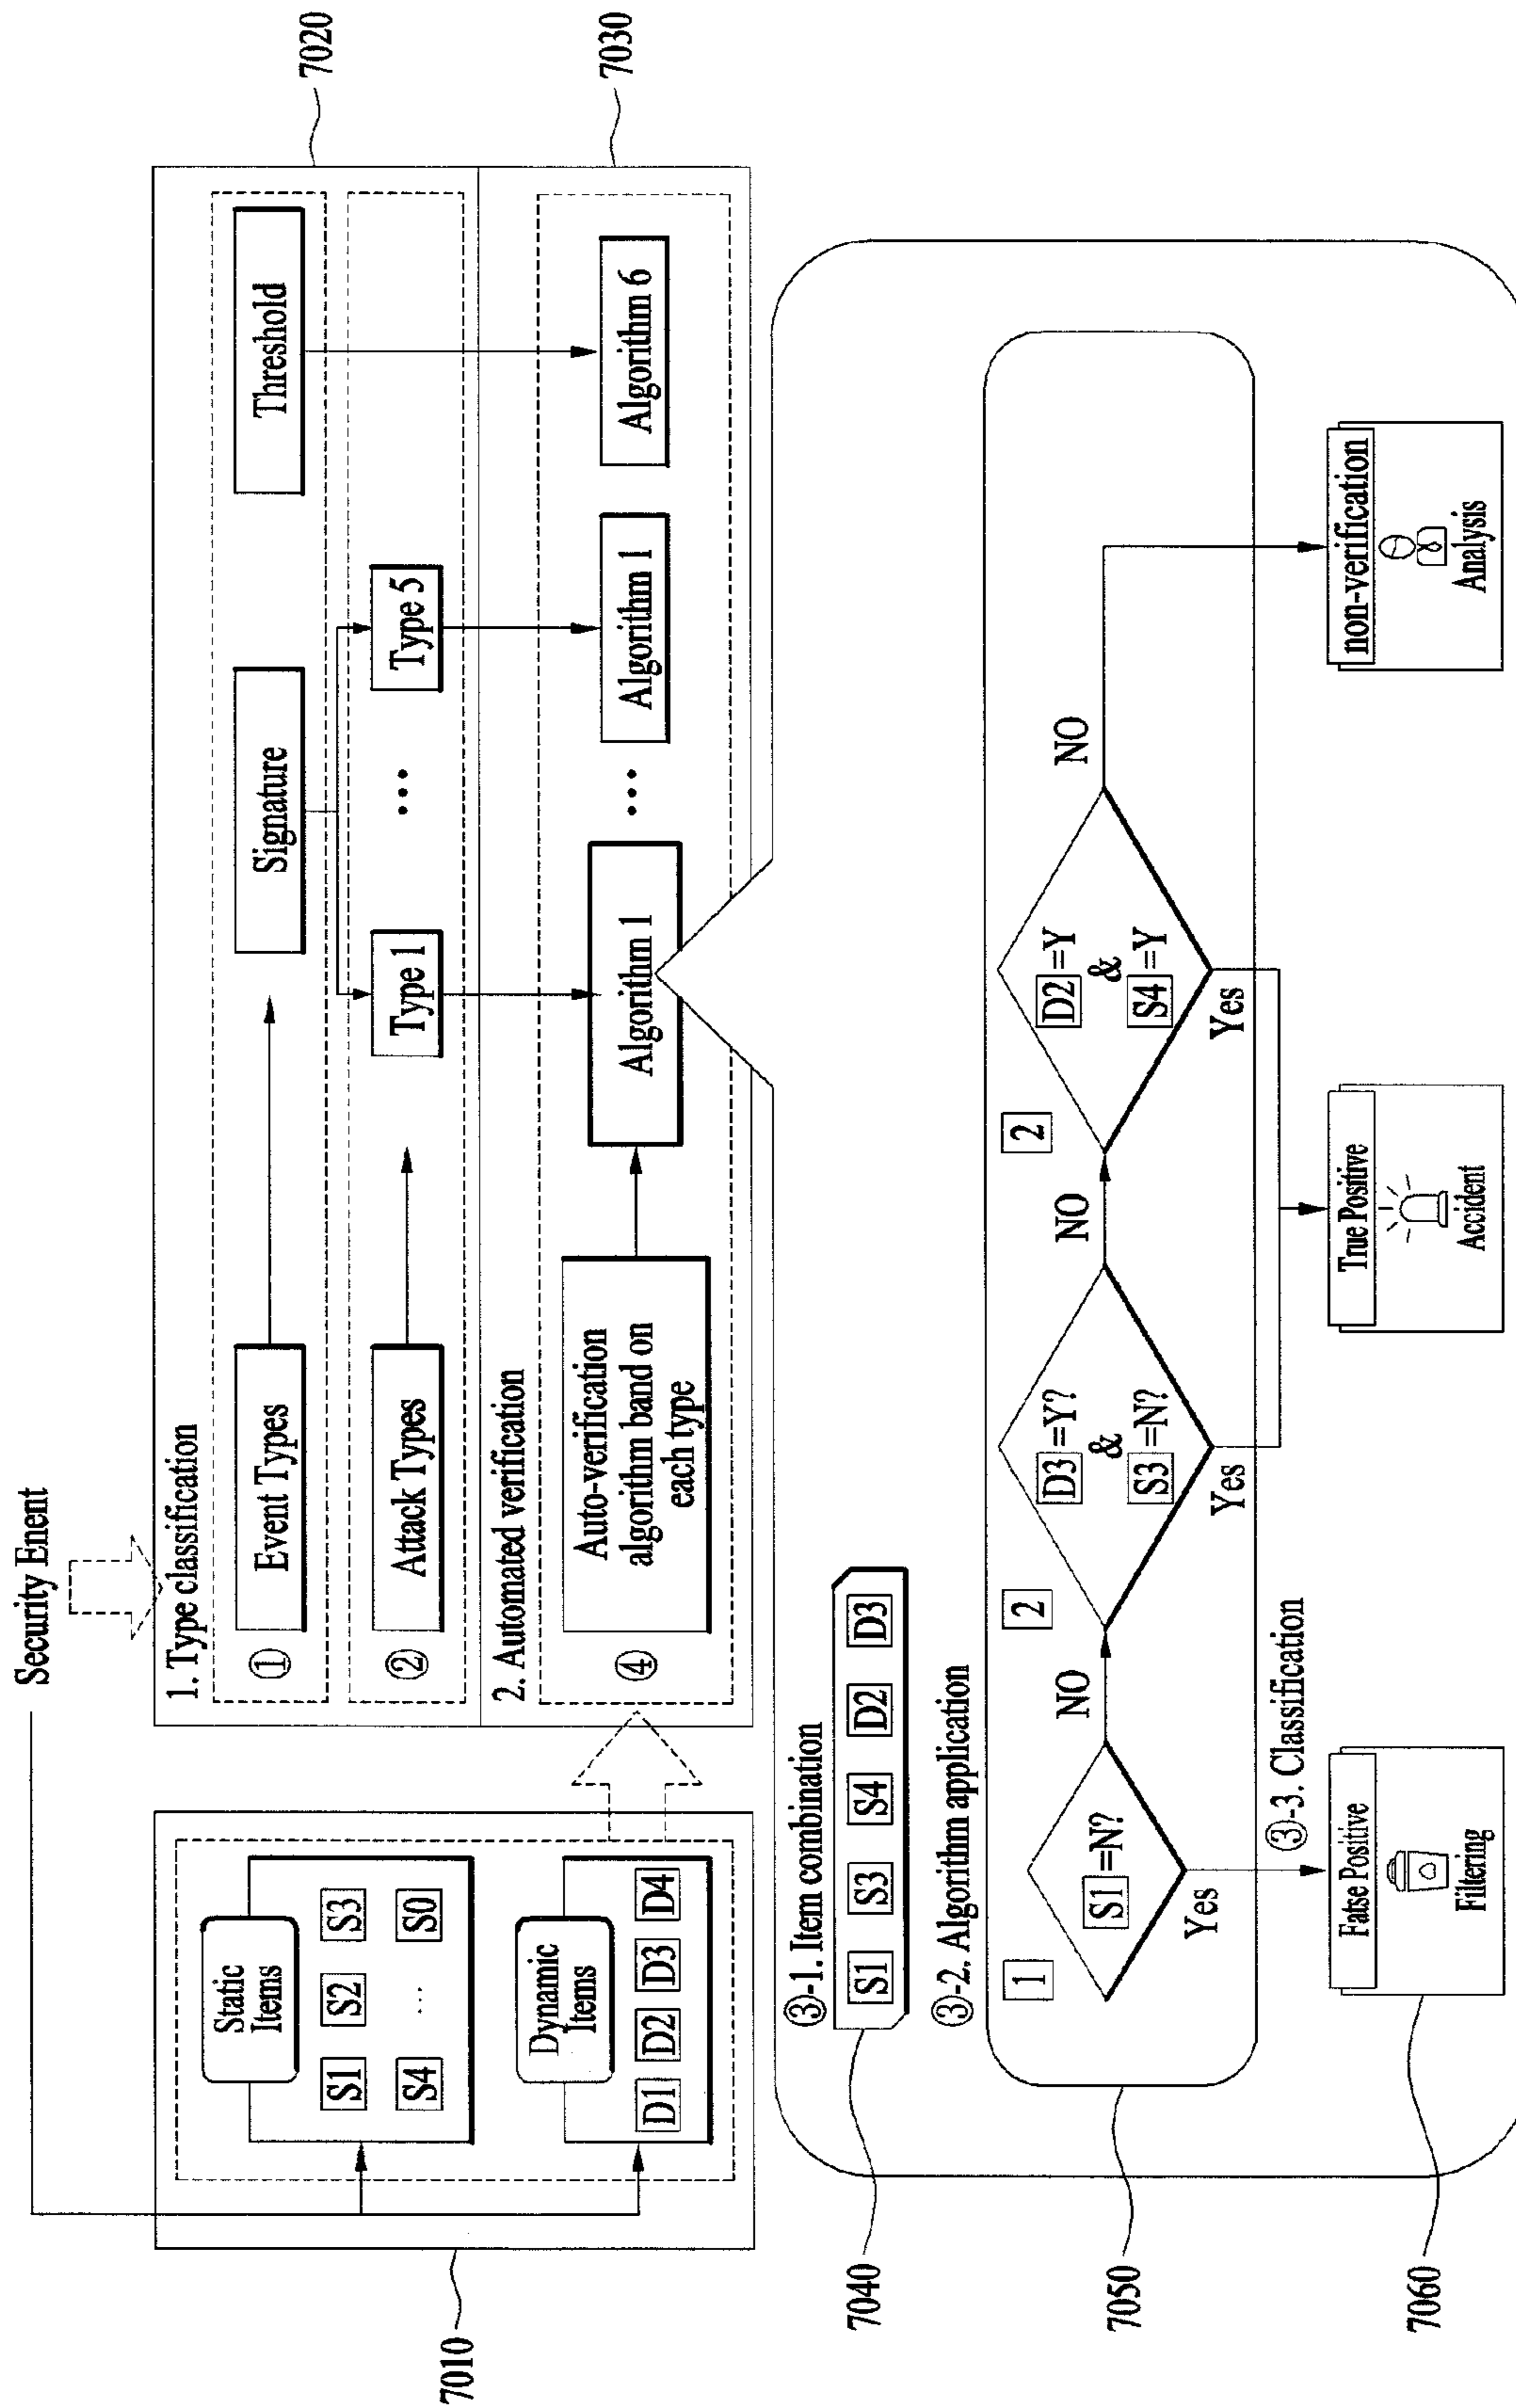 Security Enent
7010
Static
Items
S1
S2
S3
S4
...
S0
Dynamic
Items
D1
D2
D3
D4
1. Type classification
7020
①
Event Types
Signature
Threshold
②
Attack Types
Type 1
...
Type 5
2. Automated verification
7030
④
Auto-verification
algorithm band on
each type
Algorithm 1
...
Algorithm 1
Algorithm 6
③-1. Item combination
7040
S1
S3
S4
D2
D3
③-2. Algorithm application
7050
1
S1=N?
NO
Yes
2
D3=Y?
&
S3=N?
NO
Yes
2
D2=Y
&
S4=Y
NO
Yes
③-3. Classification
7060
Fatse Positive
Filtering
True Positive
Accident
non-verification
Analysis